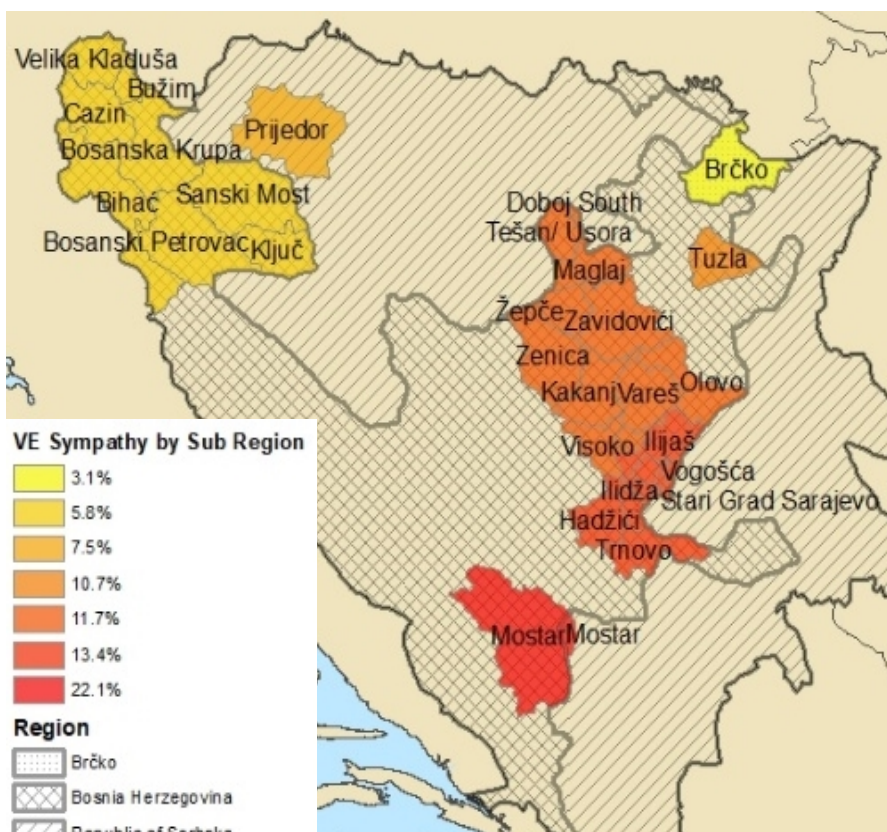 Velika Kladuša
Bužim
Cazin
Prijedor
Bosanska Krupa
Brčko
Bihać
Sanski Most
Doboj South
Tešan/ Usora
Bosanski Petrovac
Ključ
Tuzla
Maglaj
Žepče
Zavidovići
Zenica
Olovo
Kakanj
Vareš
Visoko
Ilijaš
Vogošća
Ilidža
Stari Grad Sarajevo
Hadžići
Trnovo
Mostar
Mostar
VE Sympathy by Sub Region
3.1%
5.8%
7.5%
10.7%
11.7%
13.4%
22.1%
Region
Brčko
Bosnia Herzegovina